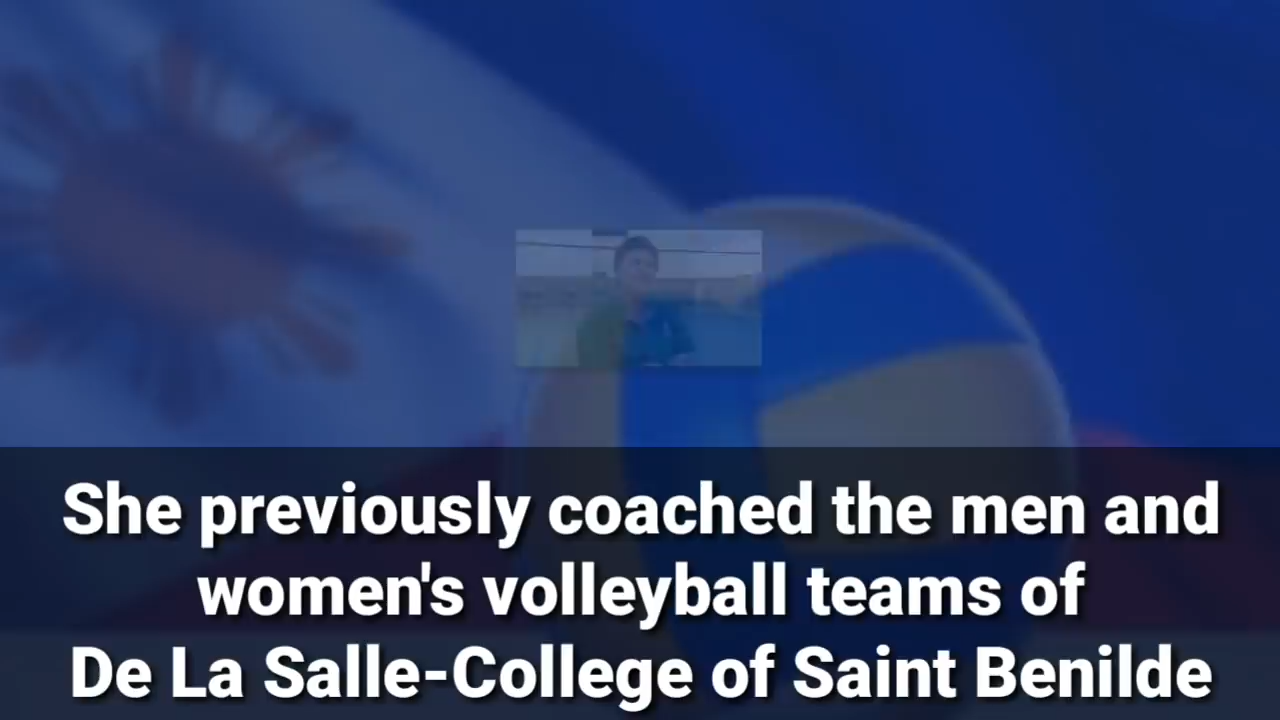 She previously coached the men and
women's volleyball teams of
De La Salle-College of Saint Benilde